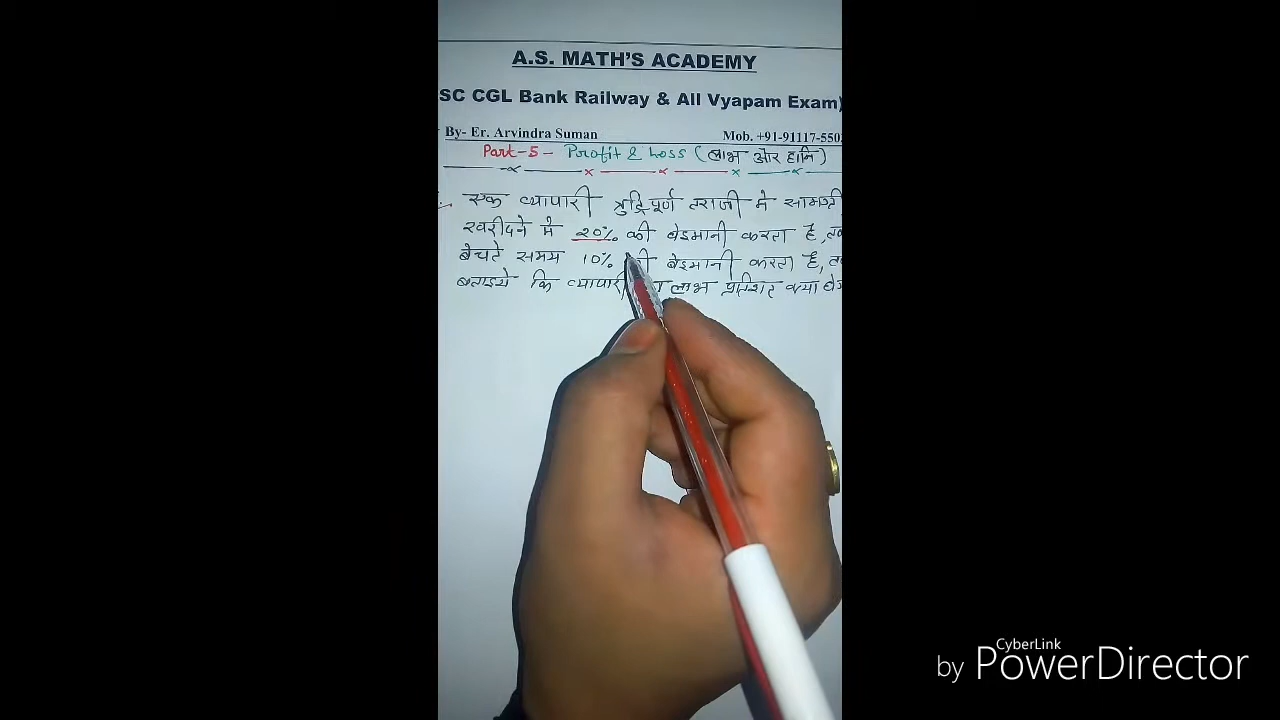 A.S. MATH'S ACADEMY
SC CGL Bank Railway & All Vyapam Exam)
By- Er. Arvindra Suman Mob. +91-91117-550
Part-5 - Profit & Loss (लाभ और हानि)
एक व्यापारी त्रुटिपूर्ण तराजू मे
खरीदने में 20% की बेइमानी करता है,
बेचते समय 10% की बेइमानी करता है,
बताइये कि व्यापारी लाभ प्रतिशत क्या
CyberLink
by PowerDirector